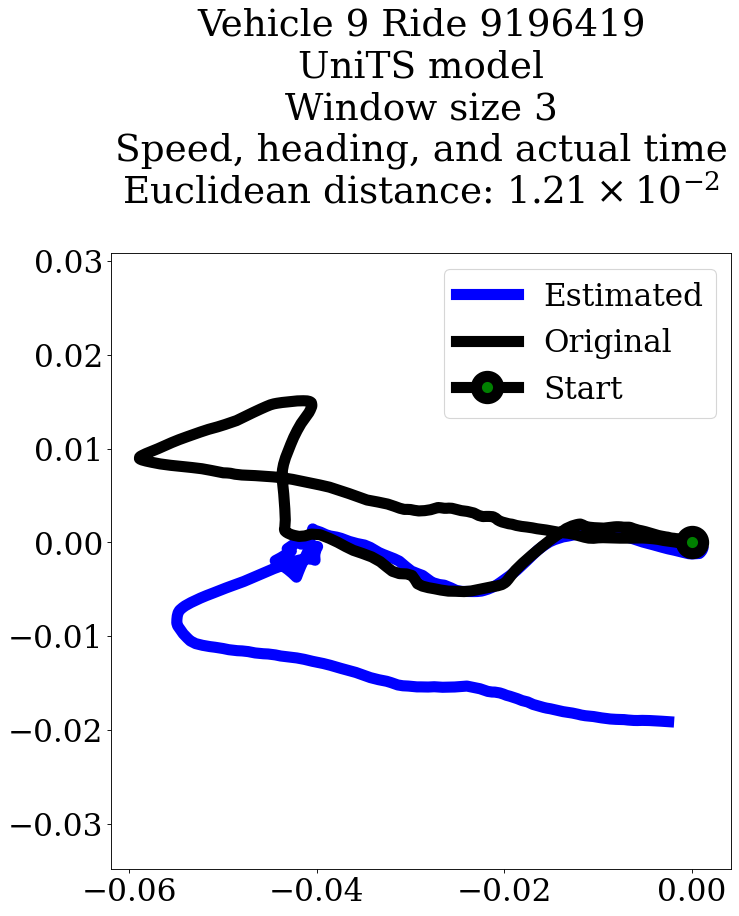 Vehicle 9 Ride 9196419
UniTS model
Window size 3
Speed, heading, and actual time
Euclidean distance: 1.21 × 10⁻²
Estimated
Original
Start
0.03
0.02
0.01
0.00
−0.01
−0.02
−0.03
−0.06 −0.04 −0.02 0.00